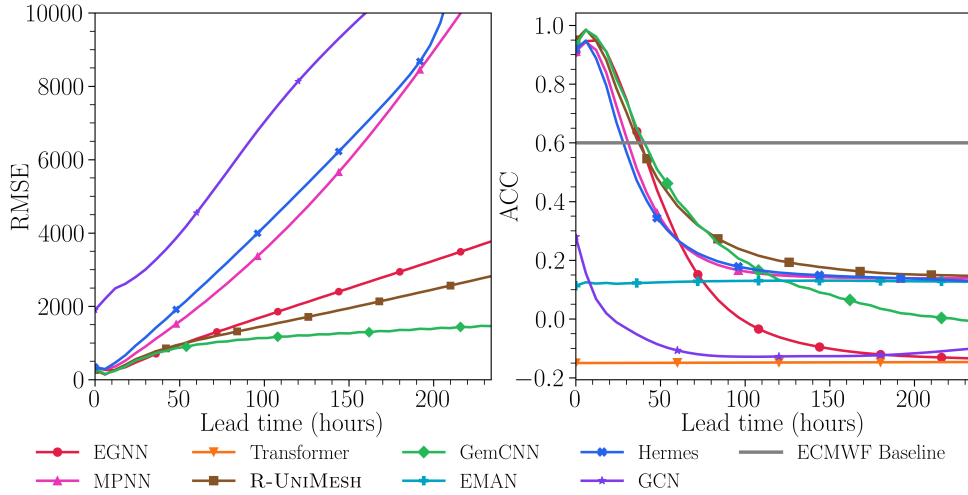 10000
8000
6000
4000
2000
0
RMSE
0
50
100
150
200
Lead time (hours)
1.0
0.8
0.6
0.4
0.2
0.0
−0.2
ACC
0
50
100
150
200
Lead time (hours)
EGNN
Transformer
GemCNN
Hermes
ECMWF Baseline
MPNN
R-UNIMESH
EMAN
GCN